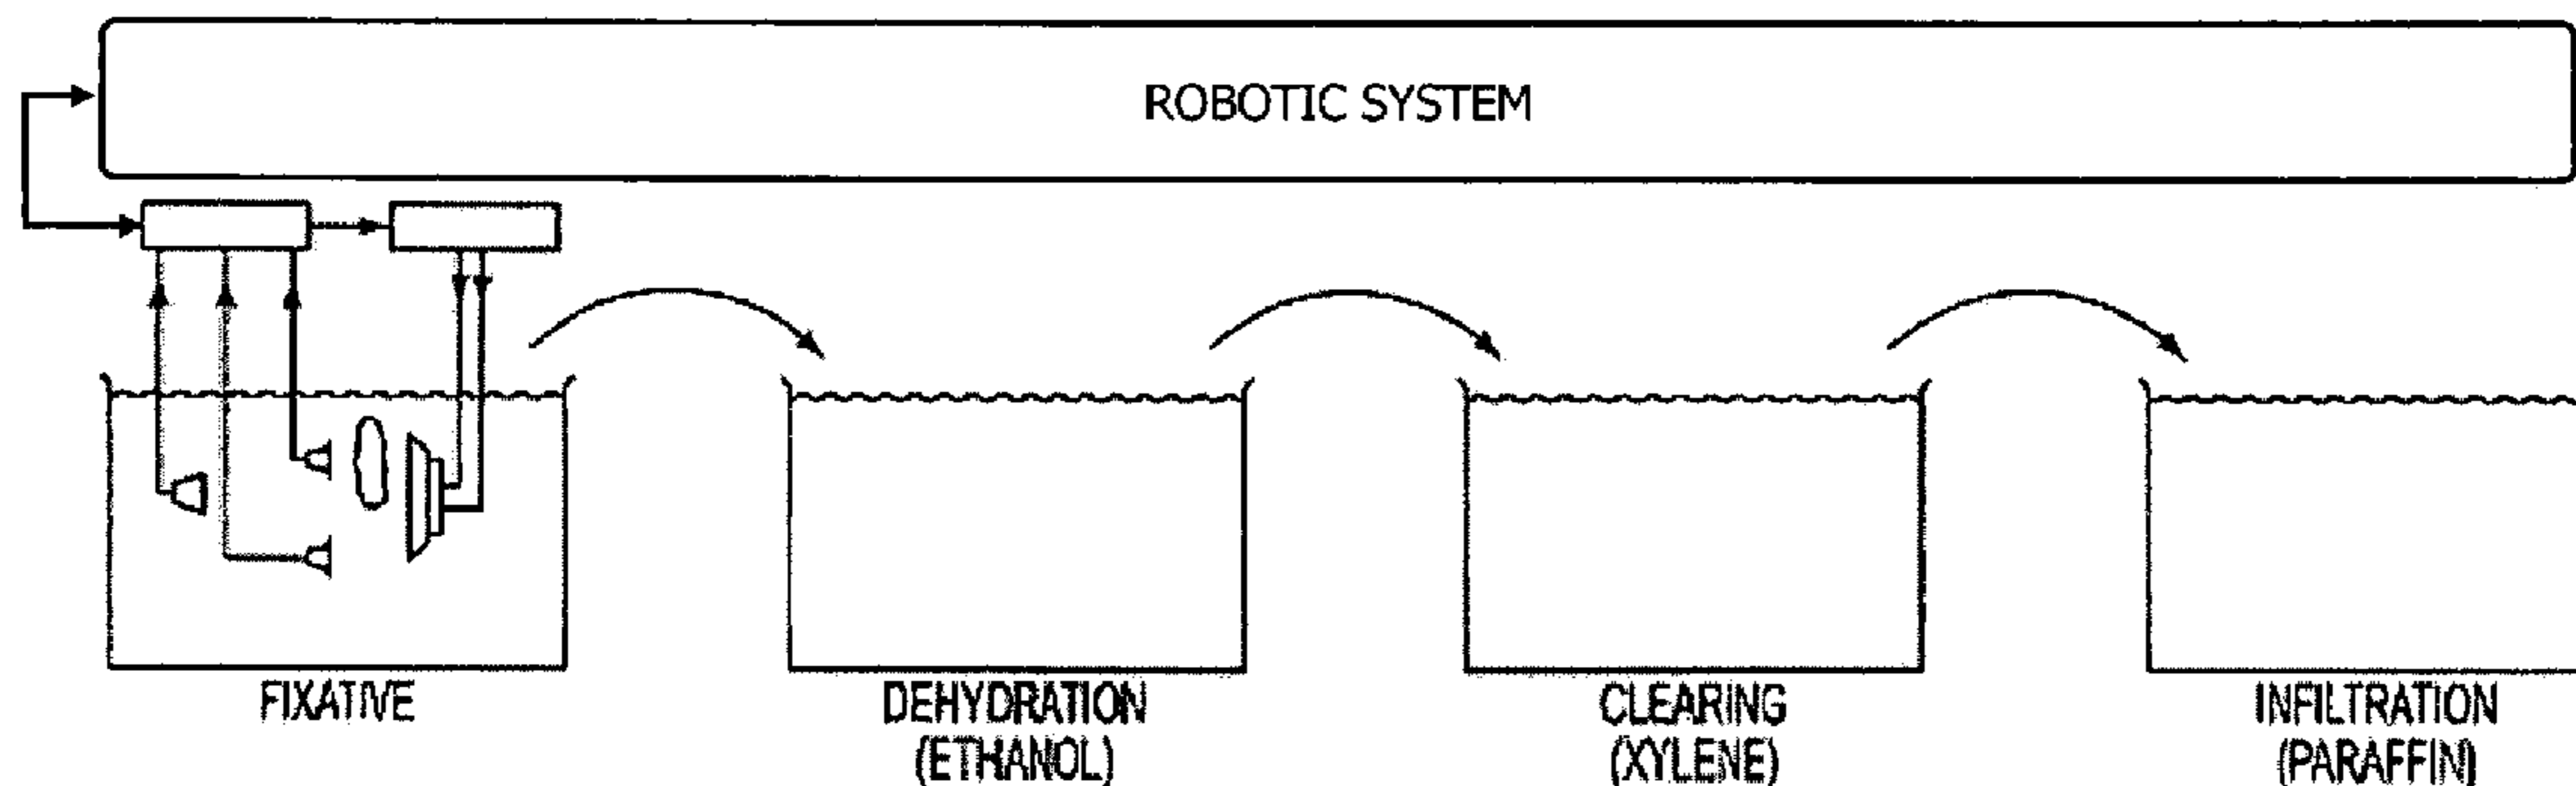 ROBOTIC SYSTEM
FIXATIVE
DEHYDRATION
(ETHANOL)
CLEARING
(XYLENE)
INFILTRATION
(PARAFFIN)